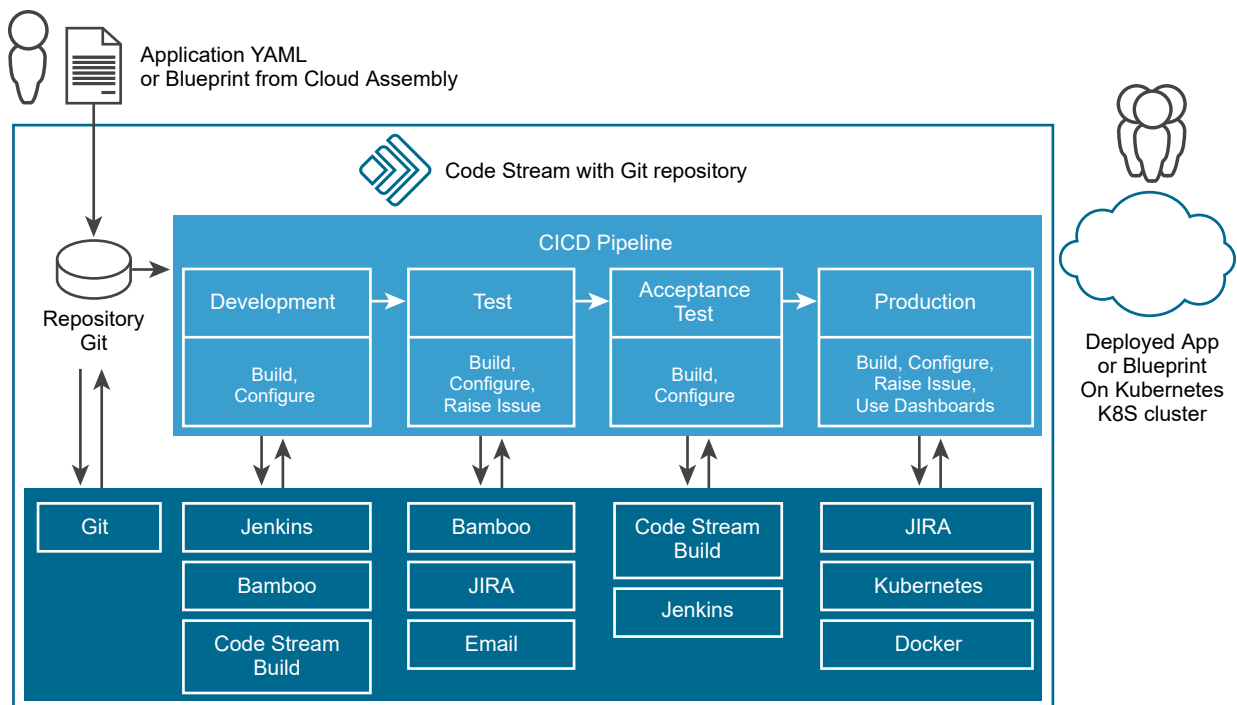 Application YAML
or Blueprint from Cloud Assembly
Code Stream with Git repository
CICD Pipeline
Repository
Git
Development
Build,
Configure
Test
Build,
Configure,
Raise Issue
Acceptance
Test
Build,
Configure
Production
Build, Configure,
Raise Issue,
Use Dashboards
Deployed App
or Blueprint
On Kubernetes
K8S cluster
Git
Jenkins
Bamboo
Code Stream
Build
Bamboo
JIRA
Email
Code Stream
Build
Jenkins
JIRA
Kubernetes
Docker